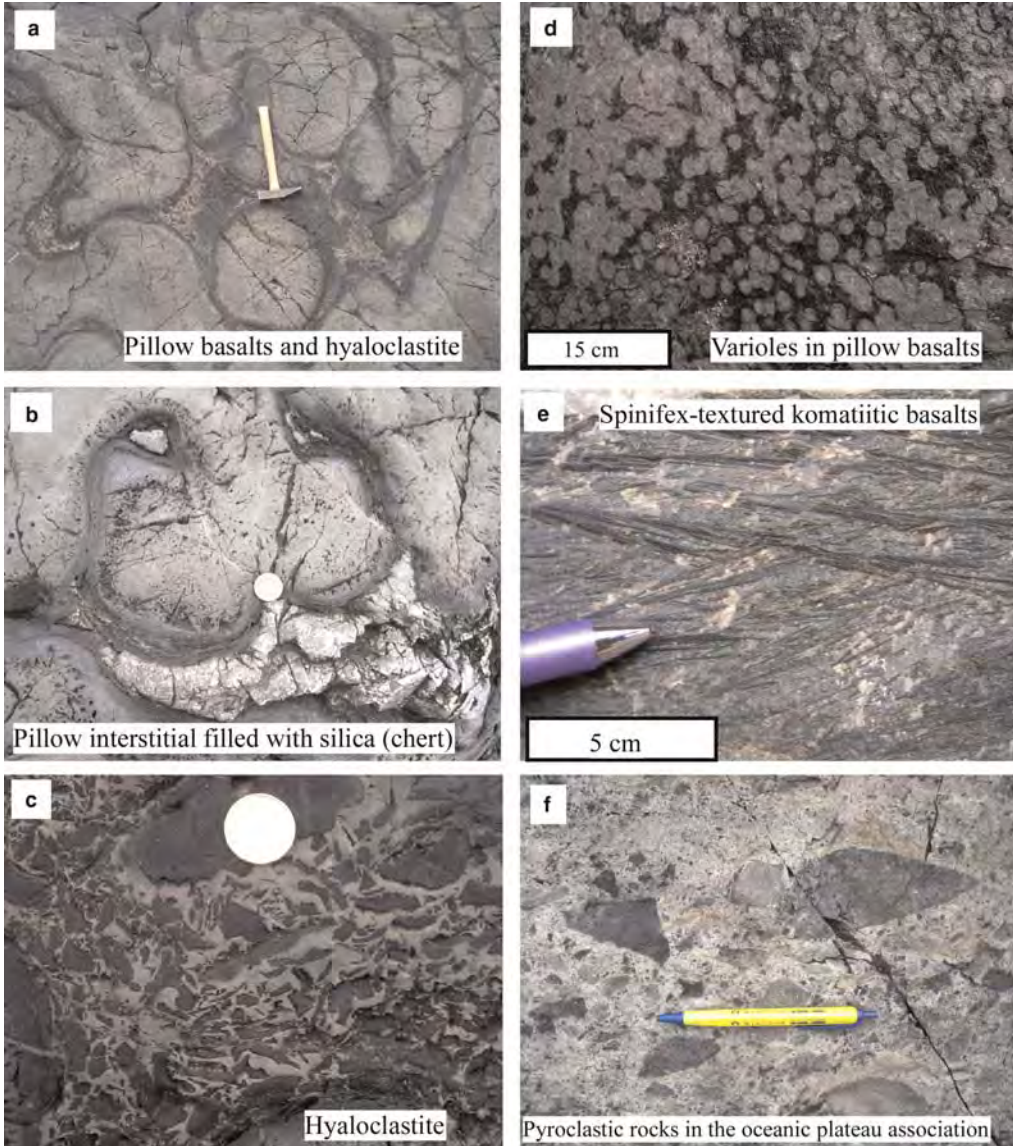 a
Pillow basalts and hyaloclastite
b
Pillow interstitial filled with silica (chert)
c
Hyaloclastite
d
15 cm
Varioles in pillow basalts
e
Spinifex-textured komatiitic basalts
5 cm
f
Pyroclastic rocks in the oceanic plateau association